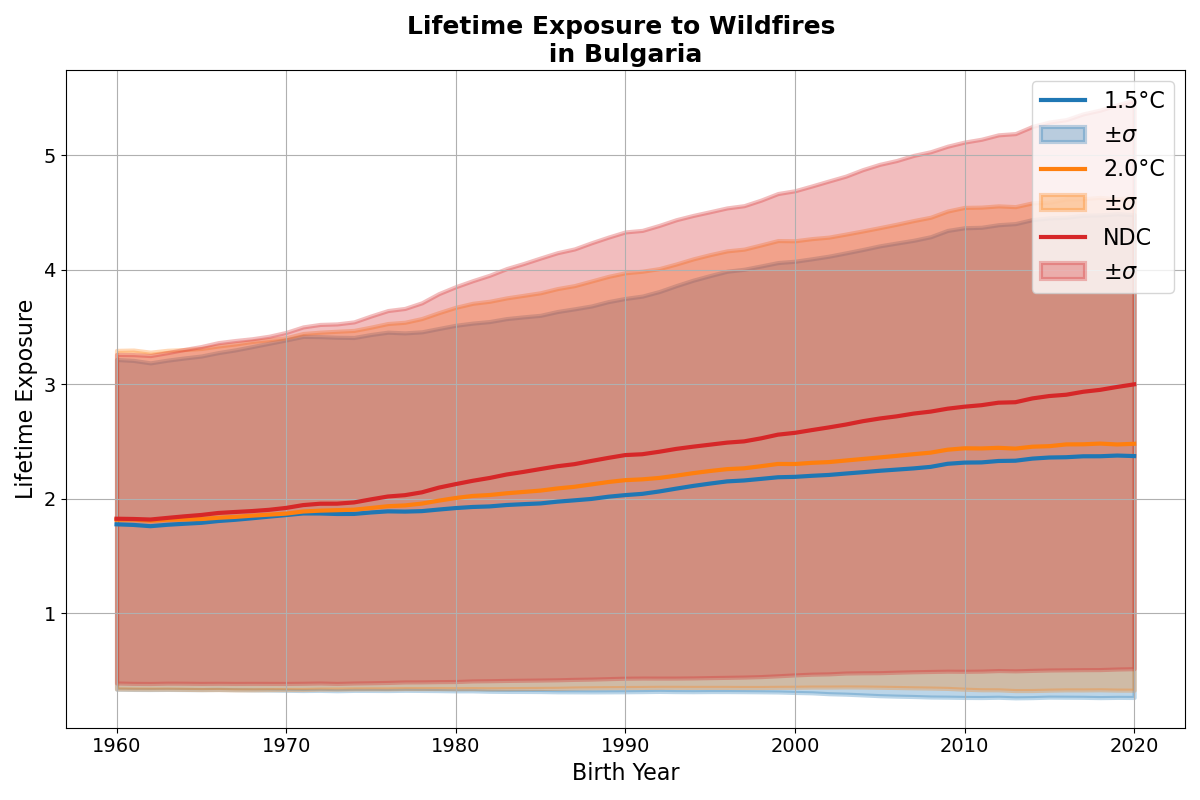 Lifetime Exposure to Wildfires
in Bulgaria
Lifetime Exposure
5
4
3
2
1
1960 1970 1980 1990 2000 2010 2020
Birth Year
1.5°C
±σ
2.0°C
±σ
NDC
±σ